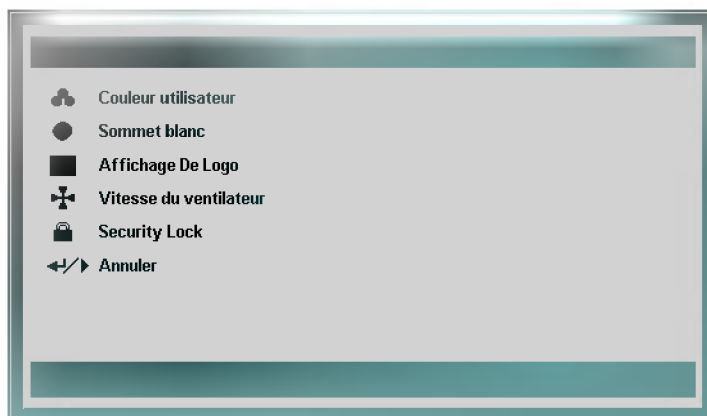 Couleur utilisateur
Sommet blanc
Affichage De Logo
Vitesse du ventilateur
Security Lock
Annuler